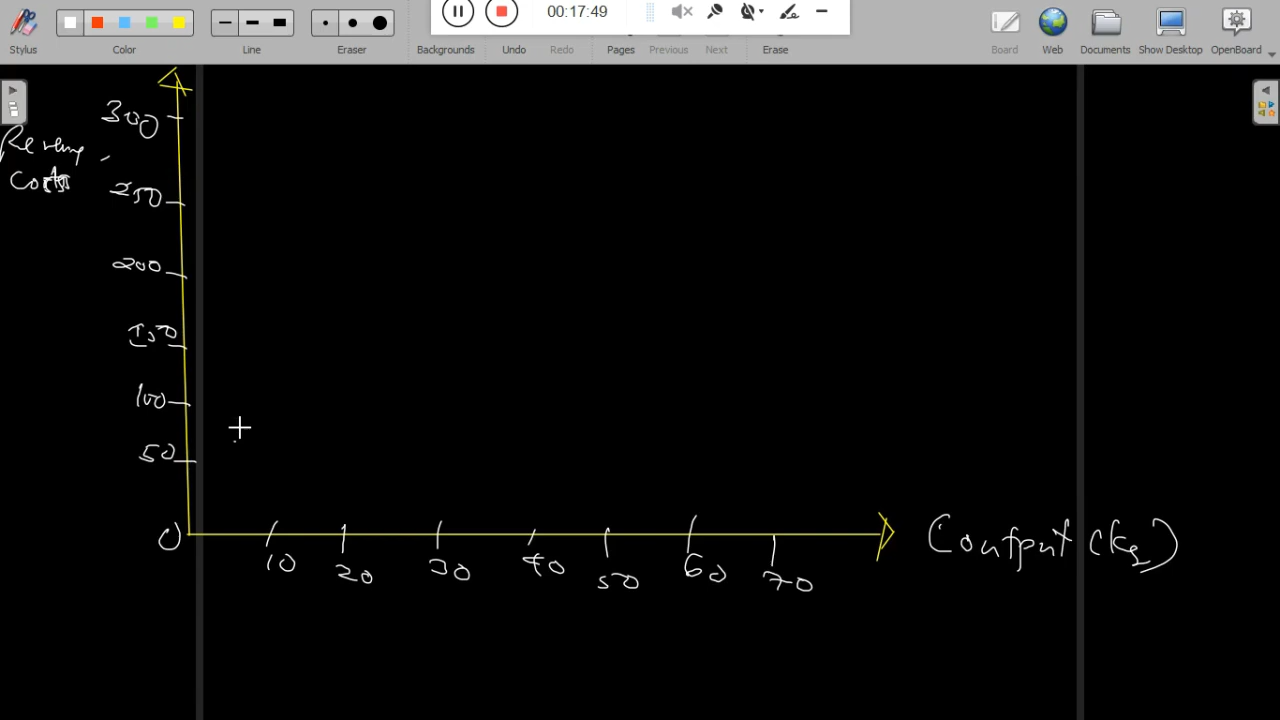 00:17:49
Stylus Color Line Eraser Backgrounds Undo Redo Pages Previous Next Erase Board Web Documents Show Desktop OpenBoard
300
Costs
250
200
150
100
50
0
10 20 30 40 50 60 70
(output (kg)